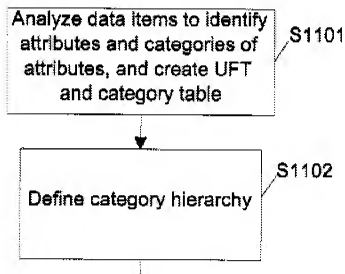 Analyze data items to identify
attributes and categories of
attributes, and create UFT
and category table
S1101
Define category hierarchy
S1102